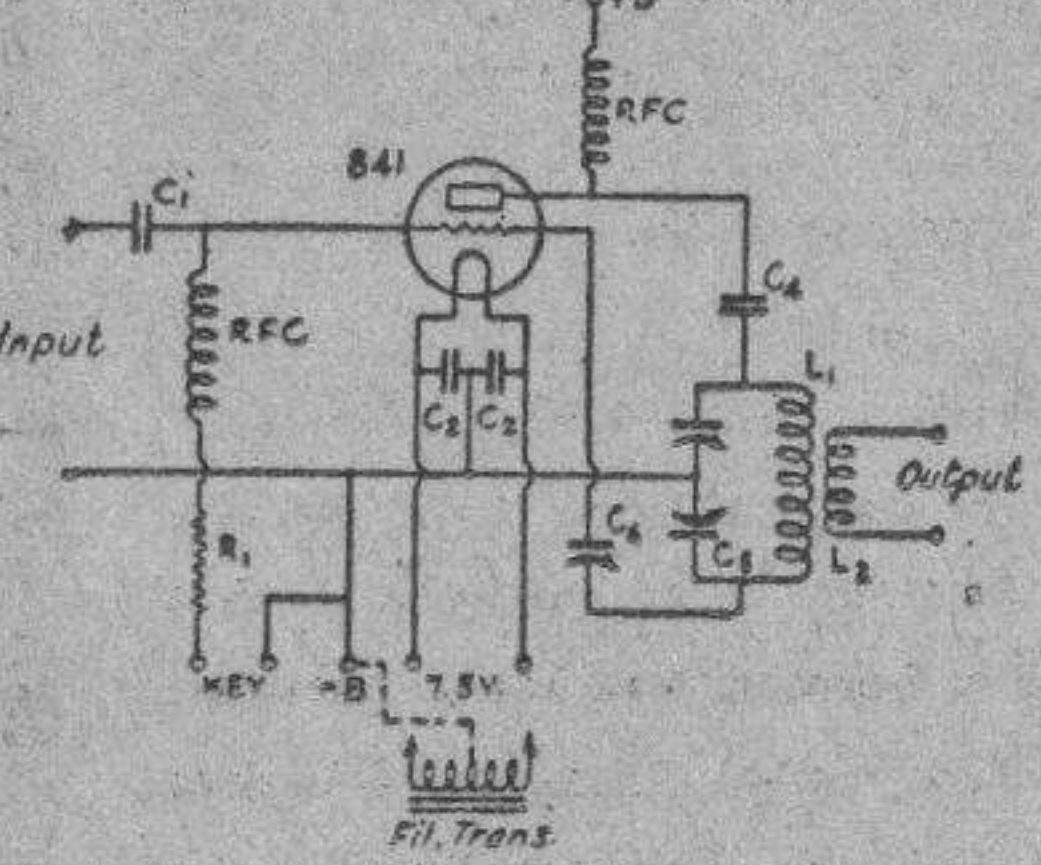 RFC
841
C1
C4
RFC
Input
L1
C2 C2
Output
C6
R1
C5
L2
KEY -B 7.5V.
Fil. Trans.